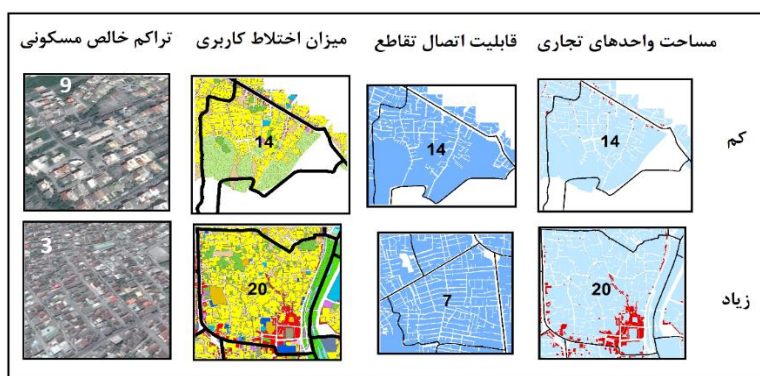 مساحت واحدهای تجاری قابلیت اتصال تقاطع میزان اختلاط کاربری تراکم خالص مسکونی
کم 14 14 14 9
زیاد 20 7 20 3